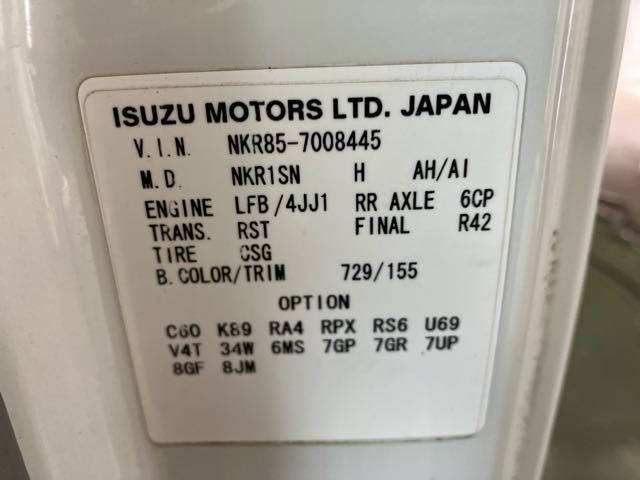 ISUZU MOTORS LTD. JAPAN
V.I.N. NKR85-7008445
M.D. NKR1SN H AH/AI
ENGINE LFB/4JJ1 RR AXLE 6CP
TRANS. RST FINAL R42
TIRE CSG
B.COLOR/TRIM 729/155
OPTION
C60 K89 RA4 RPX RS6 U69
V4T 34W 6MS 7GP 7GR 7UP
8GF 8JM